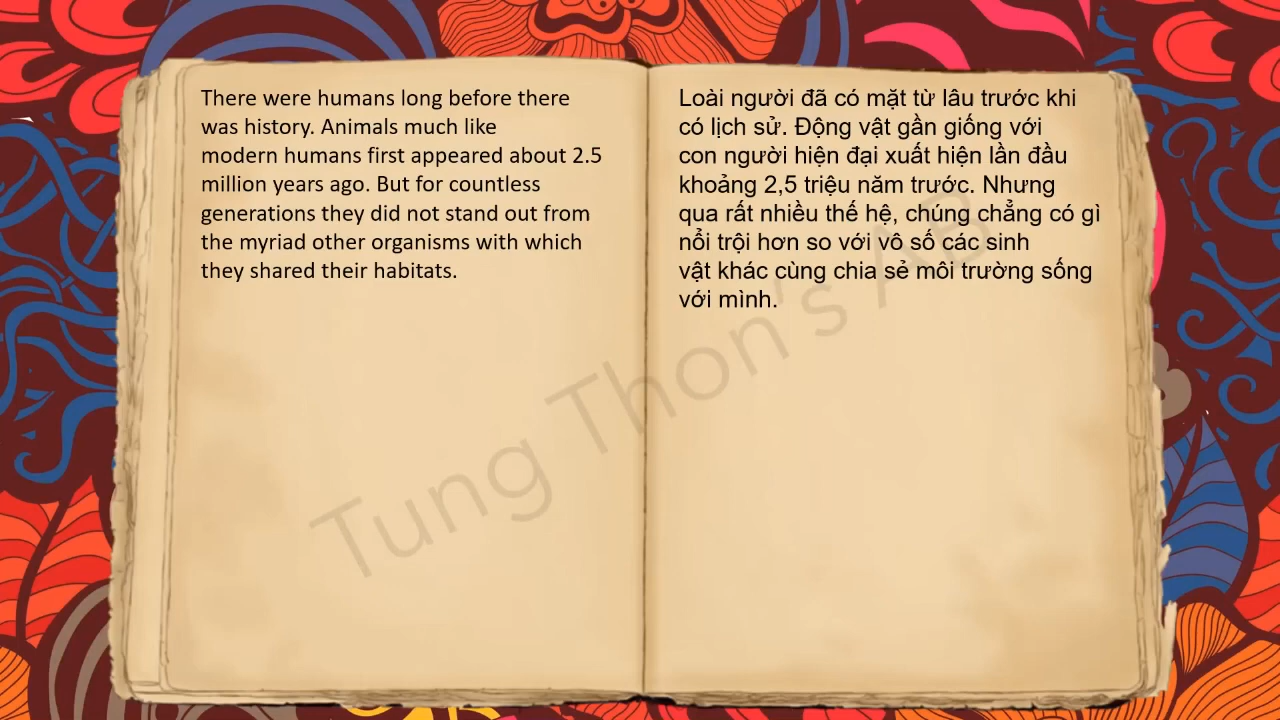 There were humans long before there
was history. Animals much like
modern humans first appeared about 2.5
million years ago. But for countless
generations they did not stand out from
the myriad other organisms with which
they shared their habitats.
Loài người đã có mặt từ lâu trước khi
có lịch sử. Động vật gần giống với
con người hiện đại xuất hiện lần đầu
khoảng 2,5 triệu năm trước. Nhưng
qua rất nhiều thế hệ, chúng chẳng có gì
nổi trội hơn so với vô số các sinh
vật khác cùng chia sẻ môi trường sống
với mình.
Tung Thon's AB